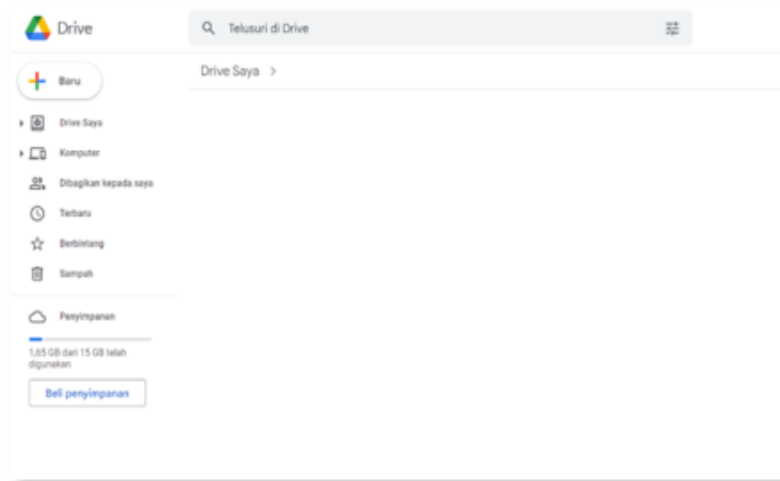 Drive
Telusuri di Drive
Drive Saya >
Baru
Drive Saya
Komputer
Dibagikan kepada saya
Terbaru
Berbintang
Sampah
Penyimpanan
1,65 GB dari 15 GB telah
digunakan
Beli penyimpanan